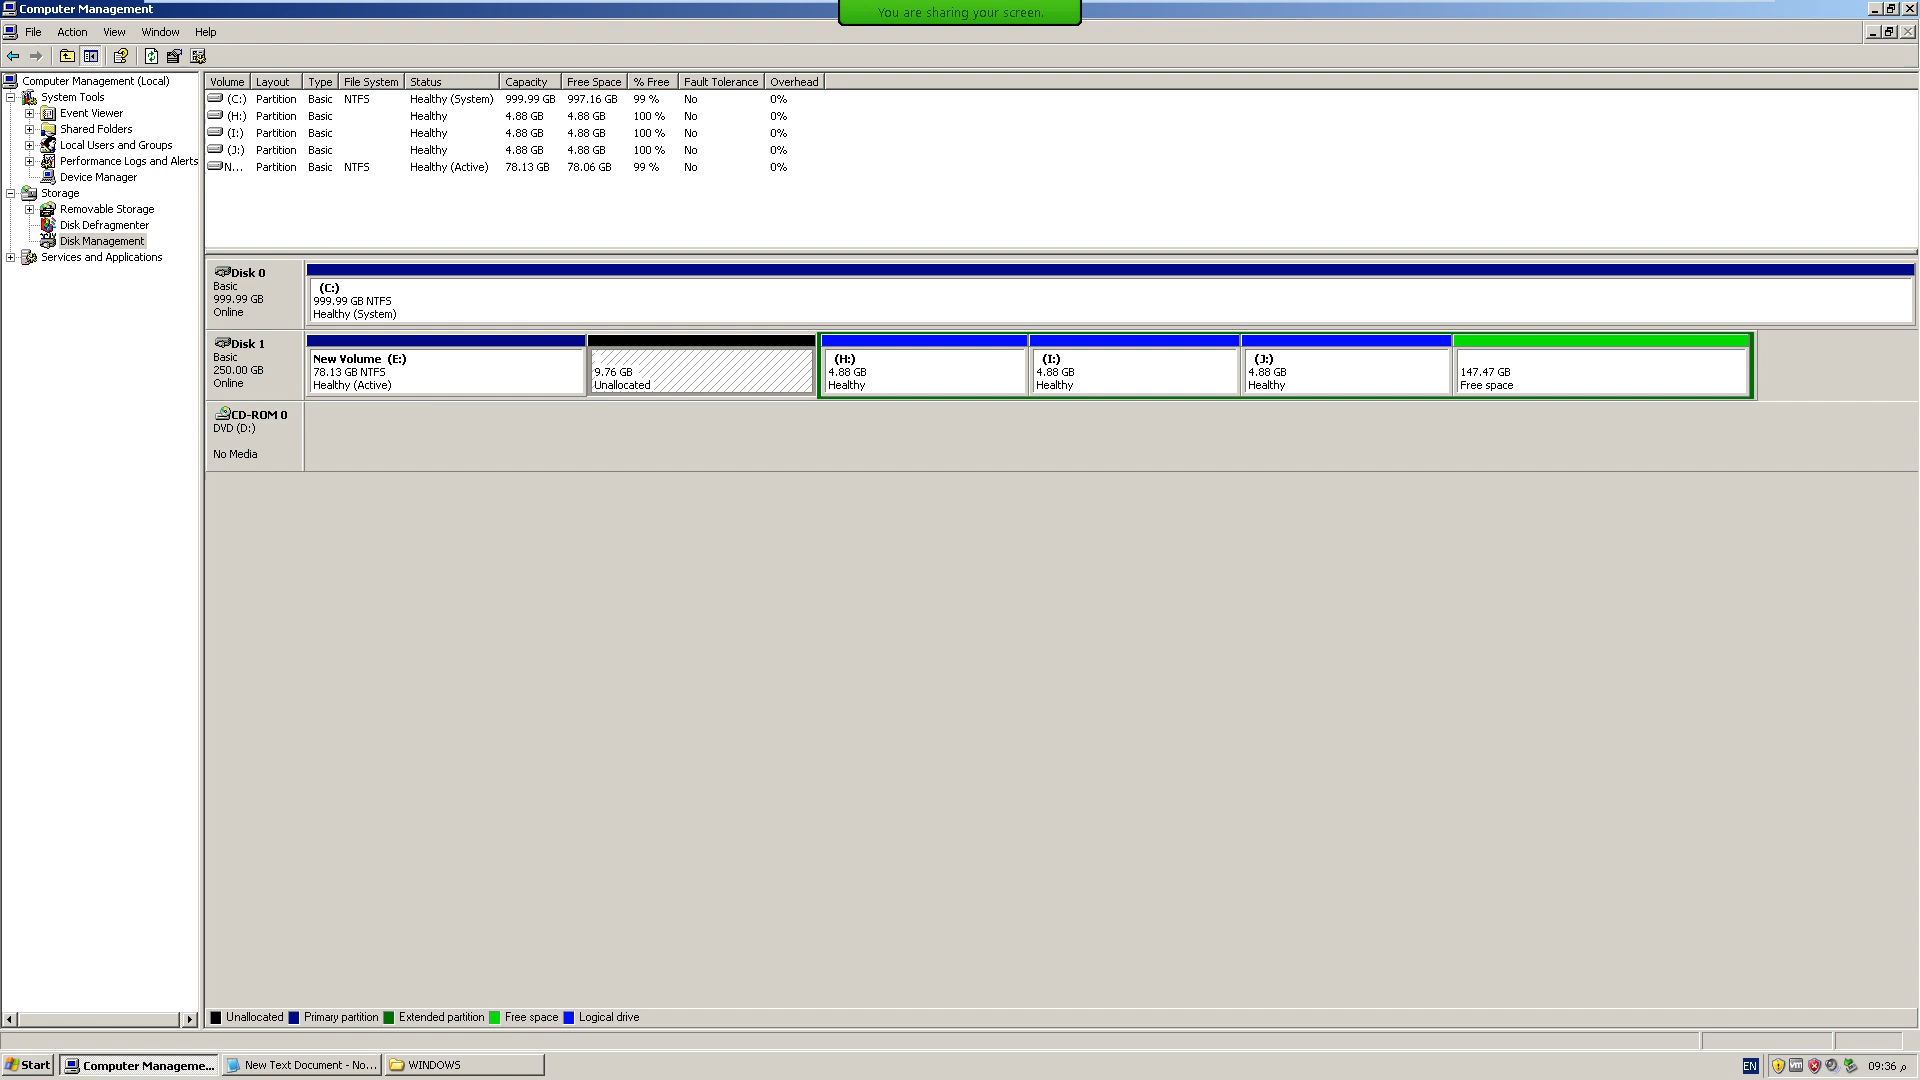 Computer Management
You are sharing your screen.
File Action View Window Help
Computer Management (Local)
System Tools
Event Viewer
Shared Folders
Local Users and Groups
Performance Logs and Alerts
Device Manager
Storage
Removable Storage
Disk Defragmenter
Disk Management
Services and Applications
Volume Layout Type File System Status Capacity Free Space % Free Fault Tolerance Overhead
(C:) Partition Basic NTFS Healthy (System) 999.99 GB 997.16 GB 99 % No 0%
(H:) Partition Basic Healthy 4.88 GB 4.88 GB 100 % No 0%
(I:) Partition Basic Healthy 4.88 GB 4.88 GB 100 % No 0%
(J:) Partition Basic Healthy 4.88 GB 4.88 GB 100 % No 0%
N... Partition Basic NTFS Healthy (Active) 78.13 GB 78.06 GB 99 % No 0%
Disk 0
Basic
999.99 GB
Online
(C:)
999.99 GB NTFS
Healthy (System)
Disk 1
Basic
250.00 GB
Online
New Volume (E:)
78.13 GB NTFS
Healthy (Active)
9.76 GB
Unallocated
(H:)
4.88 GB
Healthy
(I:)
4.88 GB
Healthy
(J:)
4.88 GB
Healthy
147.47 GB
Free space
CD-ROM 0
DVD (D:)
No Media
Unallocated Primary partition Extended partition Free space Logical drive
Start Computer Manageme... New Text Document - No... WINDOWS EN 09:36 م